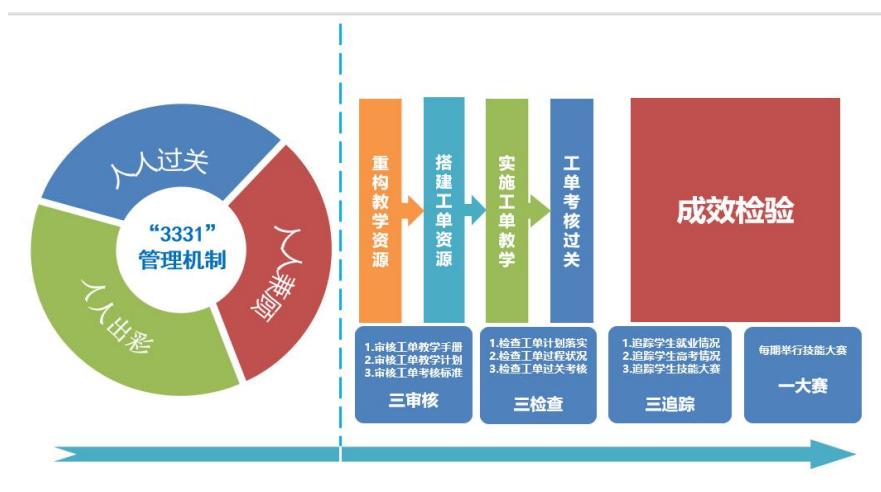 人人过关
“3331”
管理机制
人人兼顾
人人出彩
重构教学资源
搭建工单资源
实施工单教学
工单考核过关
成效检验
1.审核工单教学手册
2.审核工单教学计划
3.审核工单考核标准
三审核
1.检查工单计划落实
2.检查工单过程状况
3.检查工单过关考核
三检查
1.追踪学生就业情况
2.追踪学生高考情况
3.追踪学生技能大赛
三追踪
每期举行技能大赛
一大赛